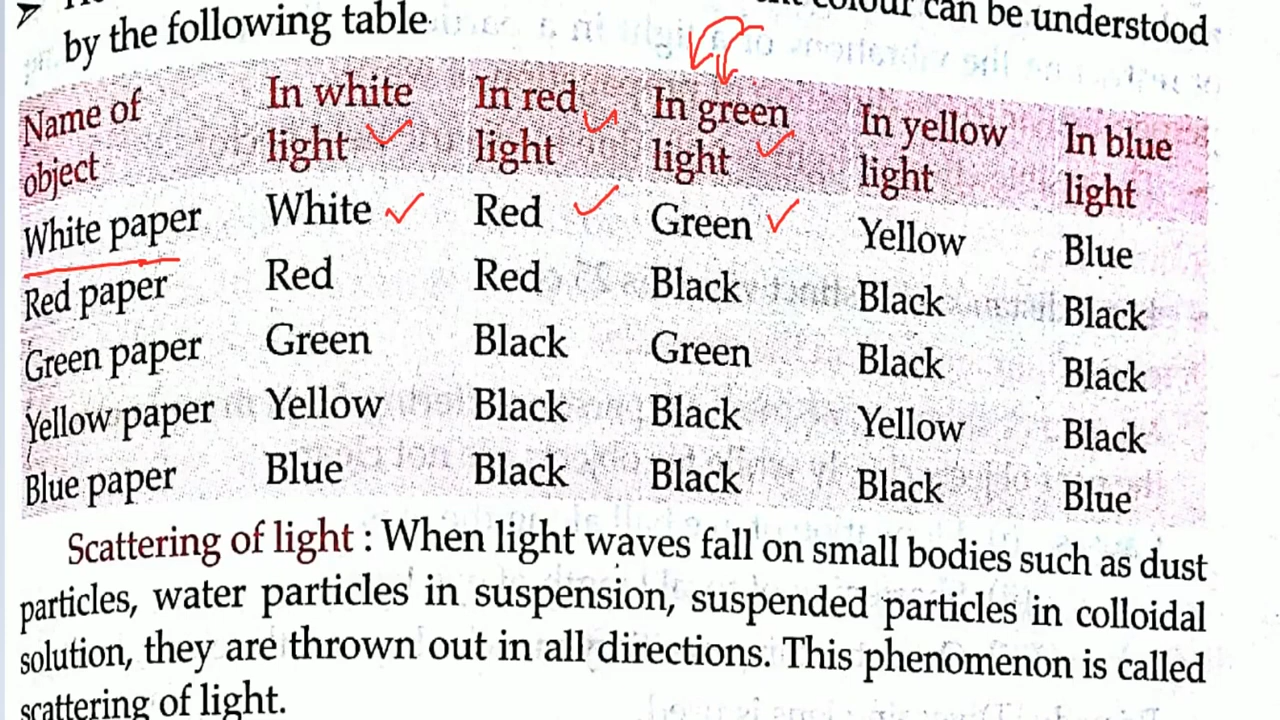 colour can be understood
by the following table
Name of object | In white light | In red light | In green light | In yellow light | In blue light
White paper | White | Red | Green | Yellow | Blue
Red paper | Red | Red | Black | Black | Black
Green paper | Green | Black | Green | Black | Black
Yellow paper | Yellow | Black | Black | Yellow | Black
Blue paper | Blue | Black | Black | Black | Blue
Scattering of light : When light waves fall on small bodies such as dust
particles, water particles in suspension, suspended particles in colloidal
solution, they are thrown out in all directions. This phenomenon is called
scattering of light.